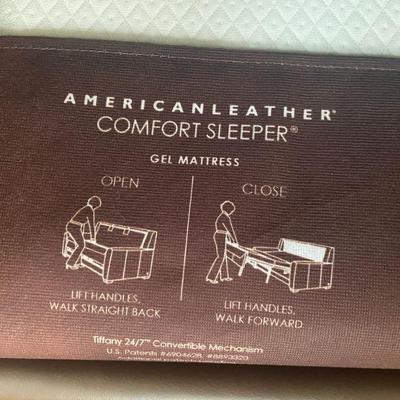 AMERICANLEATHER®
COMFORT SLEEPER®
GEL MATTRESS
OPEN
LIFT HANDLES,
WALK STRAIGHT BACK
CLOSE
LIFT HANDLES,
WALK FORWARD
Tiffany 24/7™ Convertible Mechanism
U.S. Patents #6904628, #8893323